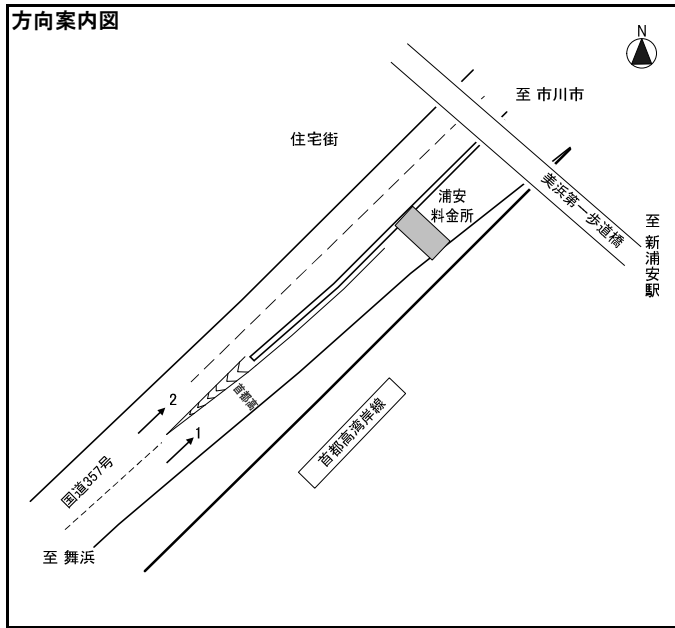 方向案内図
N
至 市川市
住宅街
美浜第一歩道橋
浦安
料金所
至 新浦安駅
首都高
2
1
首都高湾岸線
国道357号
至 舞浜